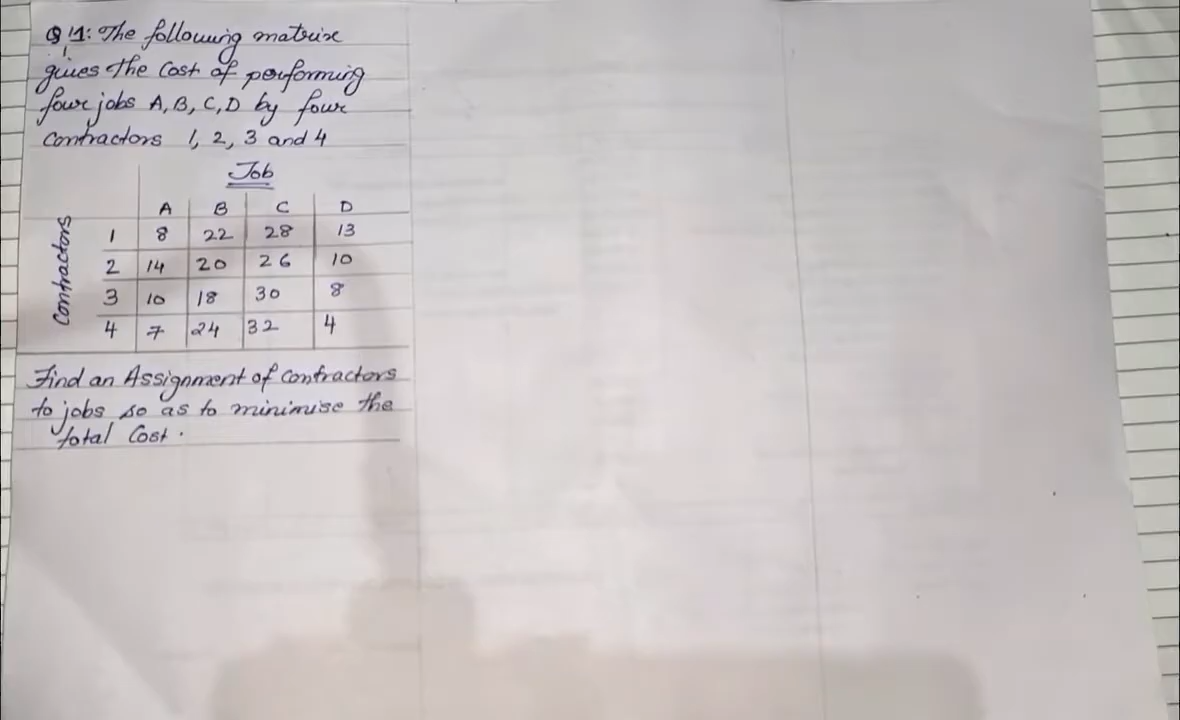 Q1: The following matrix
gives the cost of performing
four jobs A, B, C, D by four
contractors 1, 2, 3 and 4
Job
A B C D
Contractors
1 8 22 28 13
2 14 20 26 10
3 10 18 30 8
4 7 24 32 4
Find an Assignment of contractors
to jobs so as to minimise the
total cost.